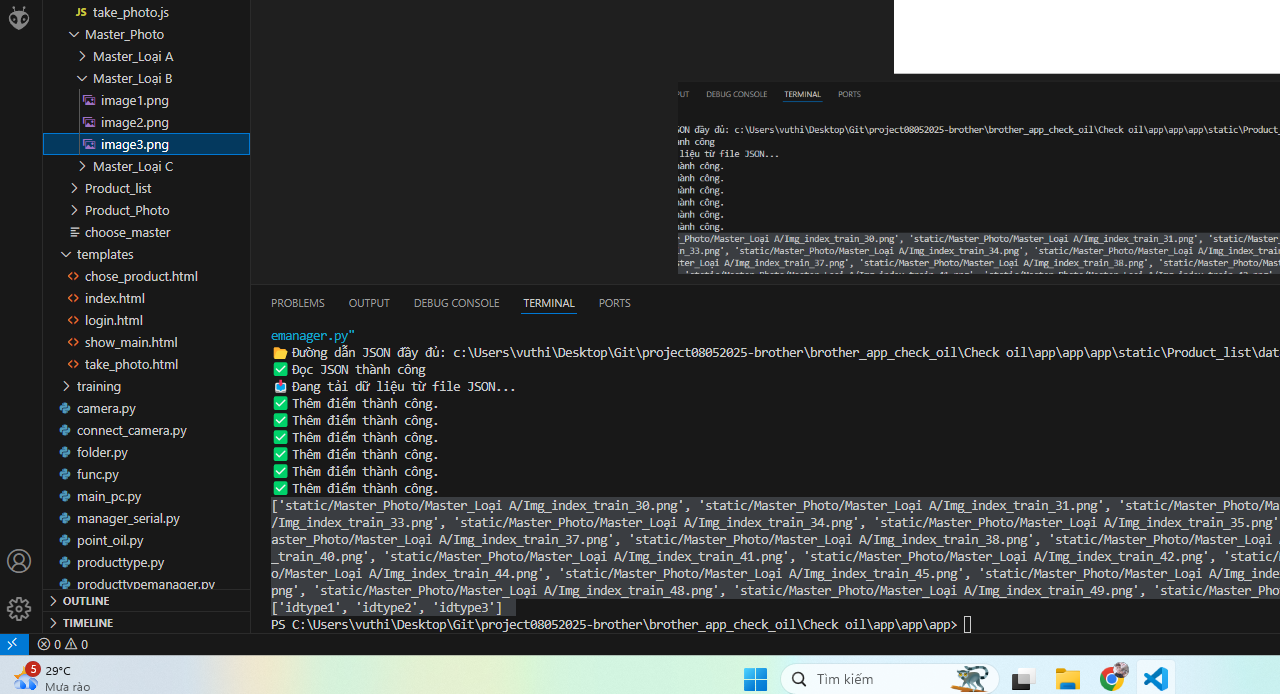 take_photo.js
Master_Photo
Master_Loại A
Master_Loại B
image1.png
image2.png
image3.png
Master_Loại C
Product_list
Product_Photo
choose_master
templates
chose_product.html
index.html
login.html
show_main.html
take_photo.html
training
camera.py
connect_camera.py
folder.py
func.py
main_pc.py
manager_serial.py
point_oil.py
producttype.py
producttypemanager.py
OUTLINE
TIMELINE
PUT DEBUG CONSOLE TERMINAL PORTS
SON đầy đủ: c:\Users\vuthi\Desktop\Git\project08052025-brother\brother_app_check_oil\Check oil\app\app\app\static\Product_
ành công
liệu từ file JSON...
hành công.
hành công.
hành công.
hành công.
hành công.
hành công.
r_Photo/Master_Loại A/Img_index_train_30.png', 'static/Master_Photo/Master_Loại A/Img_index_train_31.png', 'static/Master_
n_33.png', 'static/Master_Photo/Master_Loại A/Img_index_train_34.png', 'static/Master_Photo/Master_Loại A/Img_index_train
ster_Loại A/Img_index_train_37.png', 'static/Master_Photo/Master_Loại A/Img_index_train_38.png', 'static/Master_Photo/Mast
PROBLEMS OUTPUT DEBUG CONSOLE TERMINAL PORTS
emanager.py"
Đường dẫn JSON đầy đủ: c:\Users\vuthi\Desktop\Git\project08052025-brother\brother_app_check_oil\Check oil\app\app\app\static\Product_list\dat
Đọc JSON thành công
Đang tải dữ liệu từ file JSON...
Thêm điểm thành công.
Thêm điểm thành công.
Thêm điểm thành công.
Thêm điểm thành công.
Thêm điểm thành công.
Thêm điểm thành công.
['static/Master_Photo/Master_Loại A/Img_index_train_30.png', 'static/Master_Photo/Master_Loại A/Img_index_train_31.png', 'static/Master_Photo/Ma
/Img_index_train_33.png', 'static/Master_Photo/Master_Loại A/Img_index_train_34.png', 'static/Master_Photo/Master_Loại A/Img_index_train_35.png'
aster_Photo/Master_Loại A/Img_index_train_37.png', 'static/Master_Photo/Master_Loại A/Img_index_train_38.png', 'static/Master_Photo/Master_Loại
_train_40.png', 'static/Master_Photo/Master_Loại A/Img_index_train_41.png', 'static/Master_Photo/Master_Loại A/Img_index_train_42.png', 'static/
o/Master_Loại A/Img_index_train_44.png', 'static/Master_Photo/Master_Loại A/Img_index_train_45.png', 'static/Master_Photo/Master_Loại A/Img_inde
png', 'static/Master_Photo/Master_Loại A/Img_index_train_48.png', 'static/Master_Photo/Master_Loại A/Img_index_train_49.png', 'static/Master_Pho
['idtype1', 'idtype2', 'idtype3']
PS C:\Users\vuthi\Desktop\Git\project08052025-brother\brother_app_check_oil\Check oil\app\app\app>
0 0
5
29°C
Mưa rào
Tìm kiếm